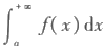 ∫_a^{+∞} f(x)dx